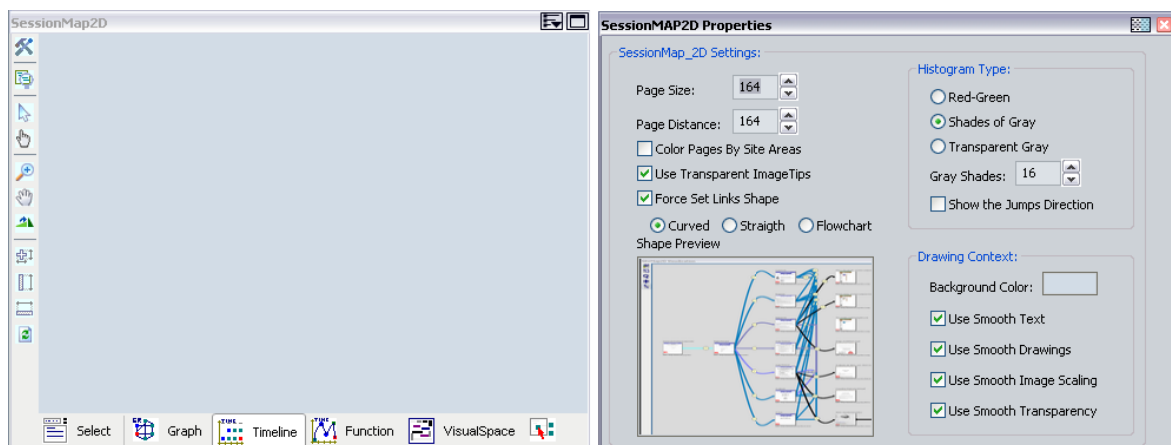 SessionMap2D
Select Graph Timeline Function VisualSpace
SessionMAP2D Properties
SessionMap_2D Settings:
Page Size: 164
Page Distance: 164
Color Pages By Site Areas
Use Transparent ImageTips
Force Set Links Shape
Curved Straigth Flowchart
Shape Preview
Histogram Type:
Red-Green
Shades of Gray
Transparent Gray
Gray Shades: 16
Show the Jumps Direction
Drawing Context:
Background Color:
Use Smooth Text
Use Smooth Drawings
Use Smooth Image Scaling
Use Smooth Transparency